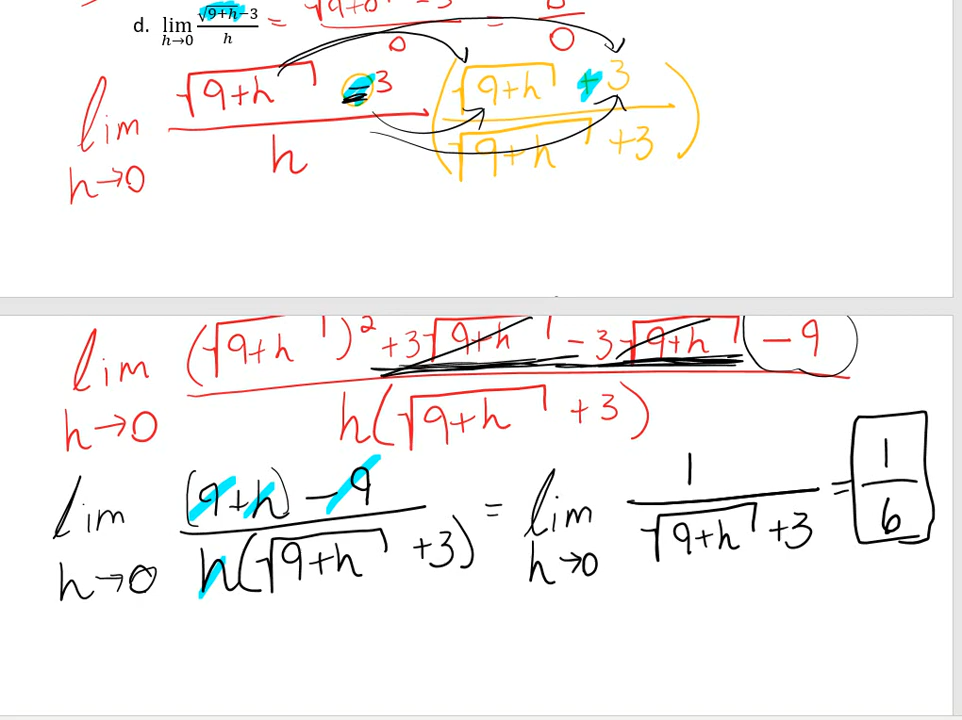 d. lim h→0 √9+h−3 / h = √9+0 − 3 / 0 = 0 / 0
lim h→0 √9+h − 3 / h (√9+h + 3 / √9+h + 3)
lim h→0 (√9+h)² +3√9+h − 3√9+h − 9 / h(√9+h + 3)
lim h→0 (9+h) − 9 / h(√9+h + 3) = lim h→0 1 / √9+h + 3 = 1 / 6